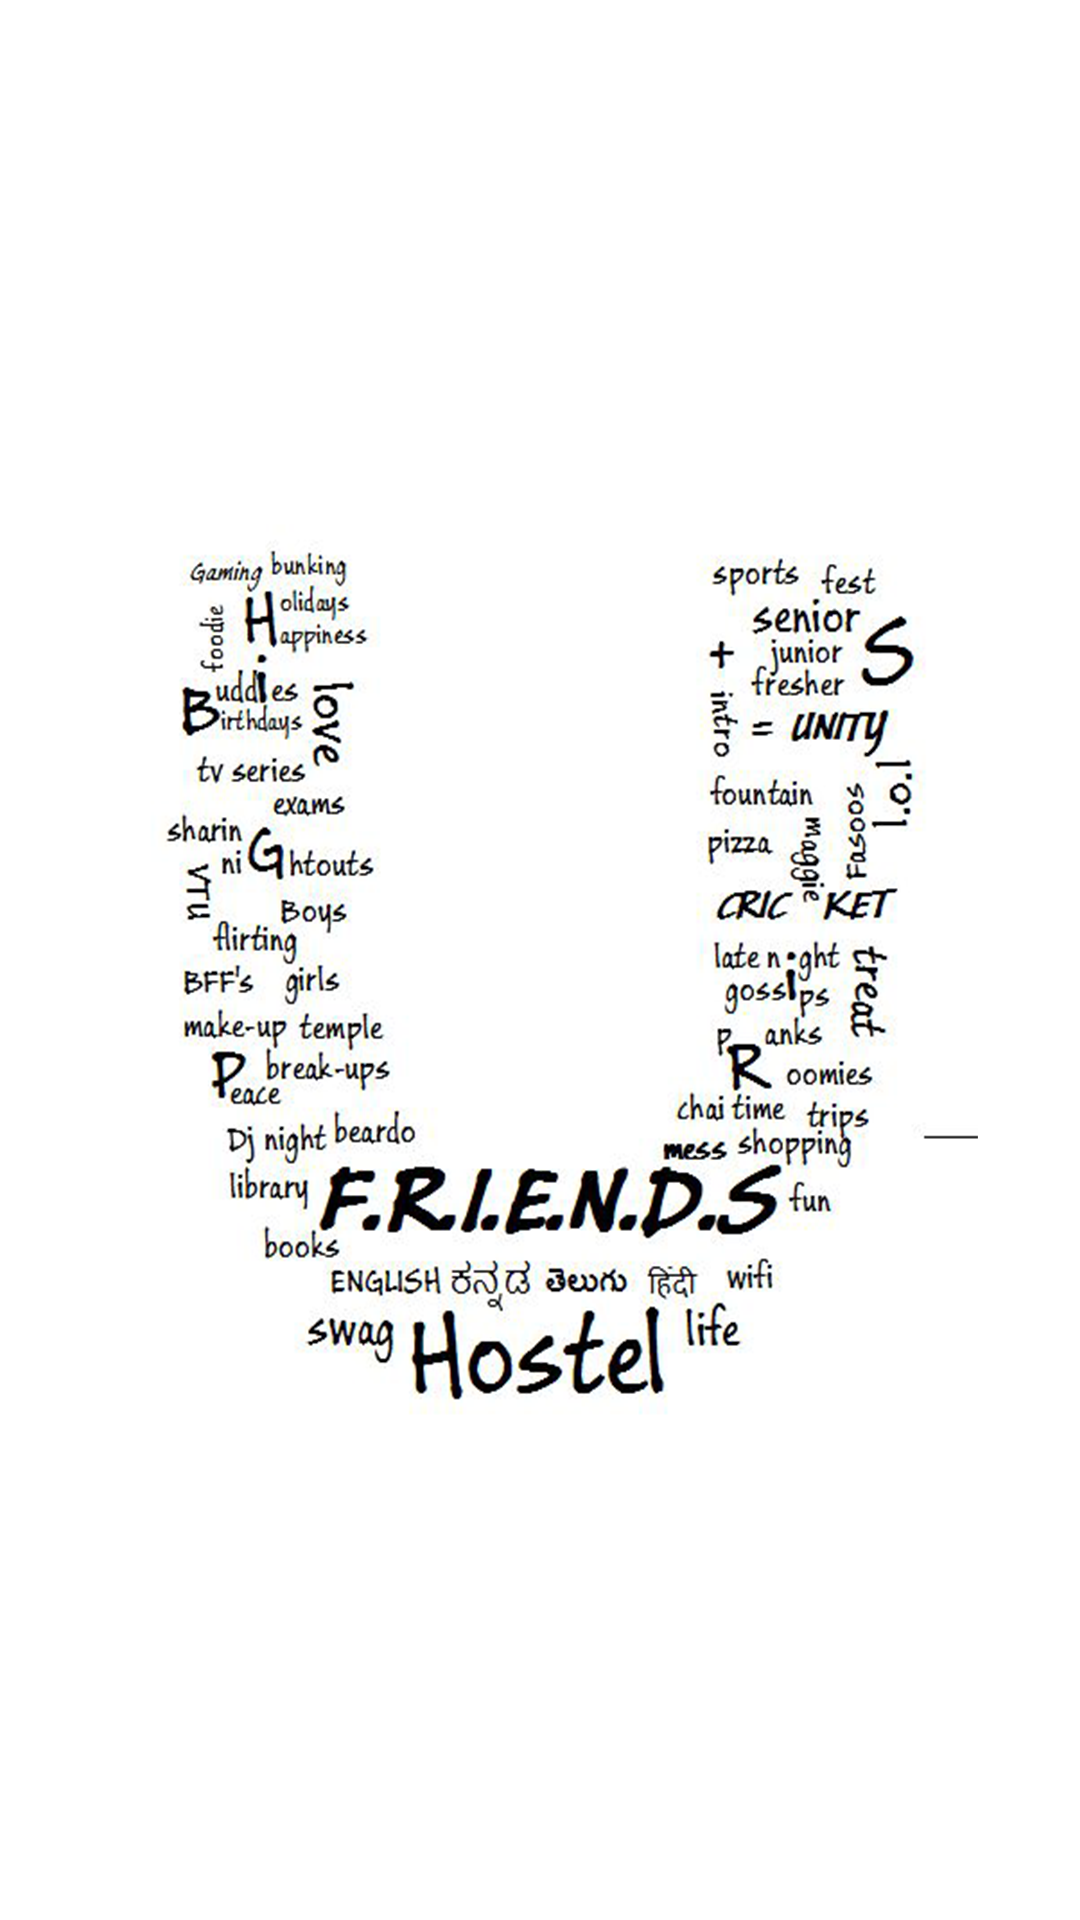 Gaming bunking
foodie
Holidays
Happiness
Buddies
Birthdays
love
tv series
exams
sharin
niGhtouts
VTU
Boys
flirting
BFF's girls
make-up temple
Peace
break-ups
Dj night beardo
library
books
sports fest
seniorS
+ juniorS
fresherS
intro
= UNITY
l.o.l
fountain
Fasoos
pizza
maggie
CRIC KET
late night
gossips
treat
pRanks
Roomies
chai time trips
mess shopping
F.R.I.E.N.D.S fun
ENGLISH ಕನ್ನಡ తెలుగు हिंदी wifi
swag Hostel life